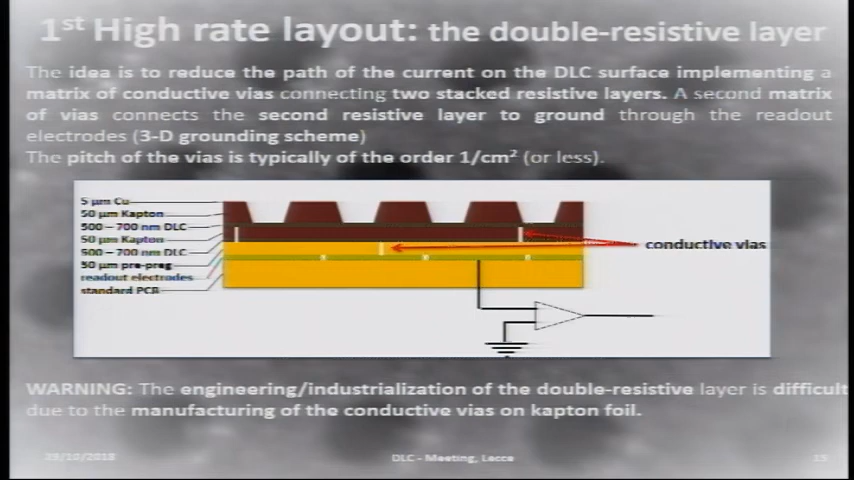 1st High rate layout: the double-resistive layer
The idea is to reduce the path of the current on the DLC surface implementing a
matrix of conductive vias connecting two stacked resistive layers. A second matrix
of vias connects the second resistive layer to ground through the readout
electrodes (3-D grounding scheme)
The pitch of the vias is typically of the order 1/cm² (or less).
5 µm Cu
50 µm Kapton
500 – 700 nm DLC
50 µm Kapton
500 – 700 nm DLC
50 µm pre-preg
readout electrodes
standard PCB
conductive vias
WARNING: The engineering/industrialization of the double-resistive layer is difficult
due to the manufacturing of the conductive vias on kapton foil.
29/10/2018
DLC - Meeting, Lecce
15